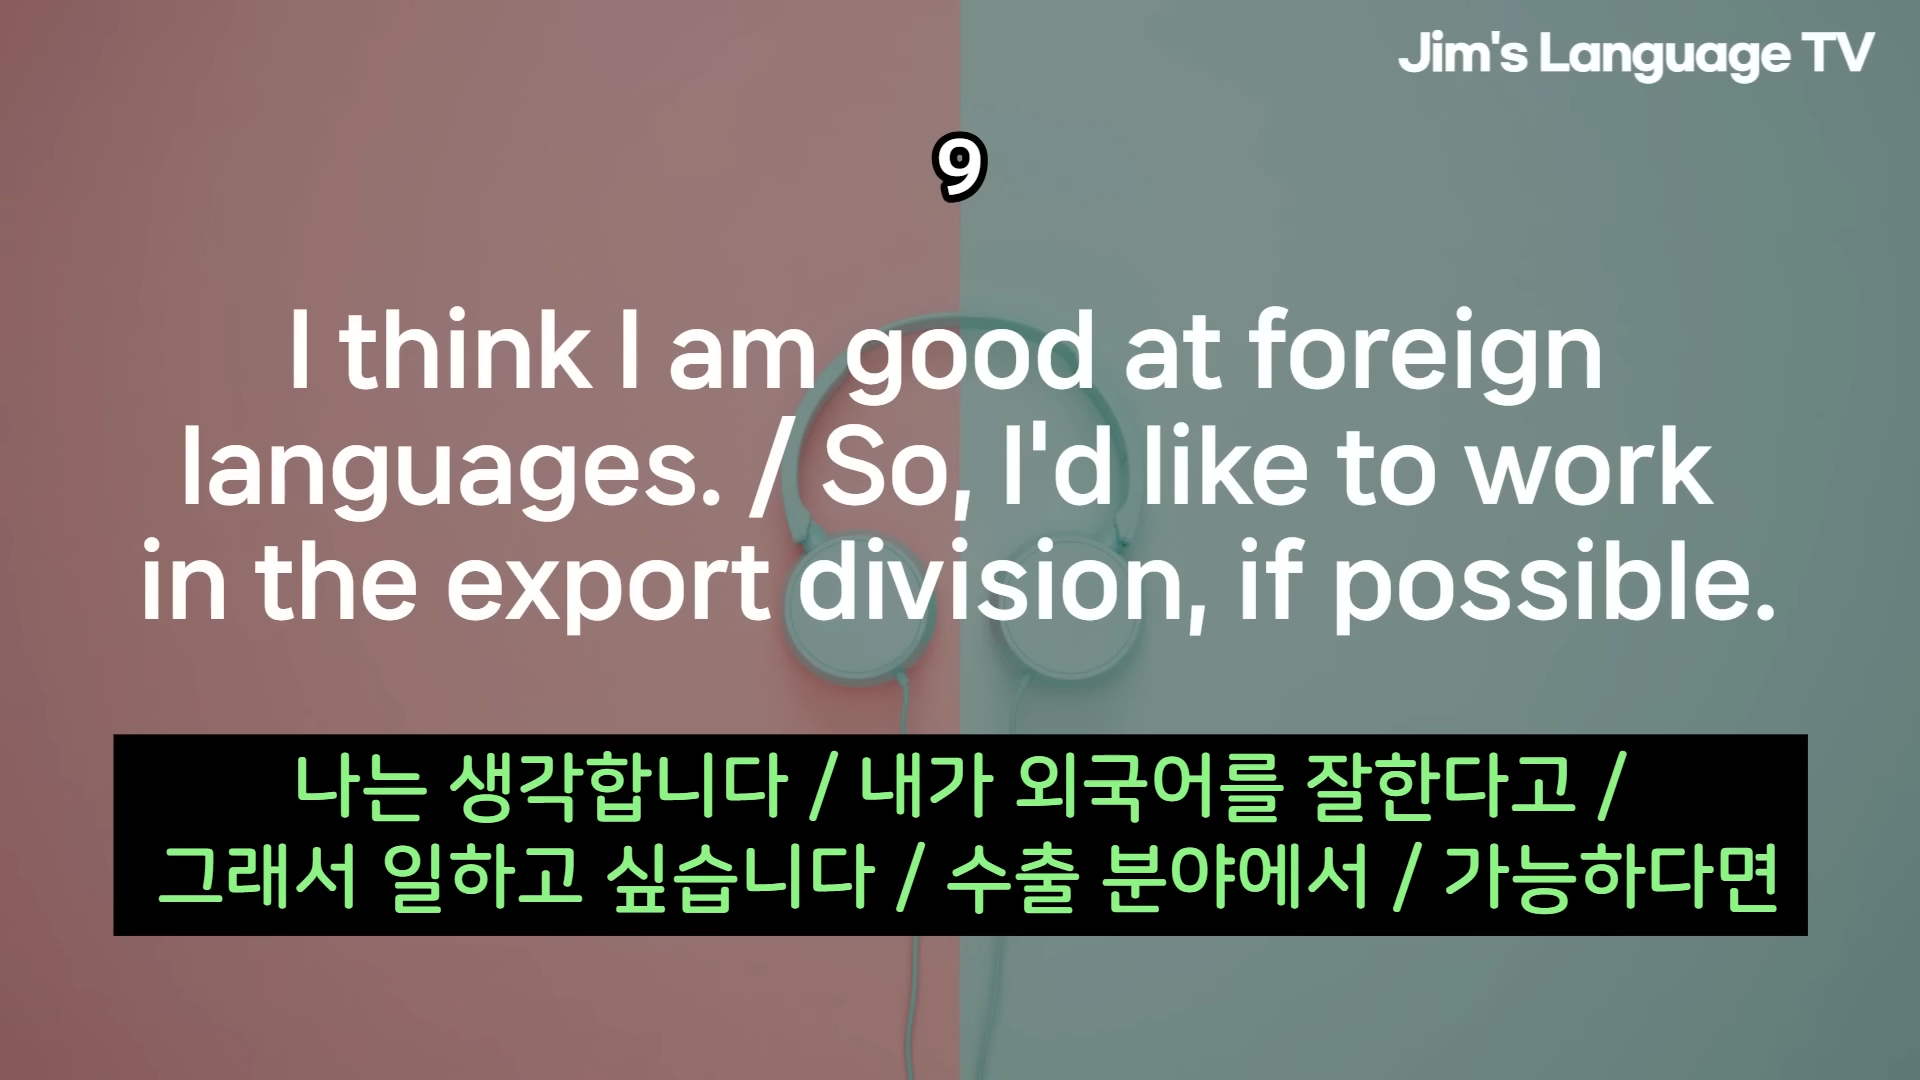 Jim's Language TV
9
I think I am good at foreign
languages. / So, I'd like to work
in the export division, if possible.
나는 생각합니다 / 내가 외국어를 잘한다고 /
그래서 일하고 싶습니다 / 수출 분야에서 / 가능하다면